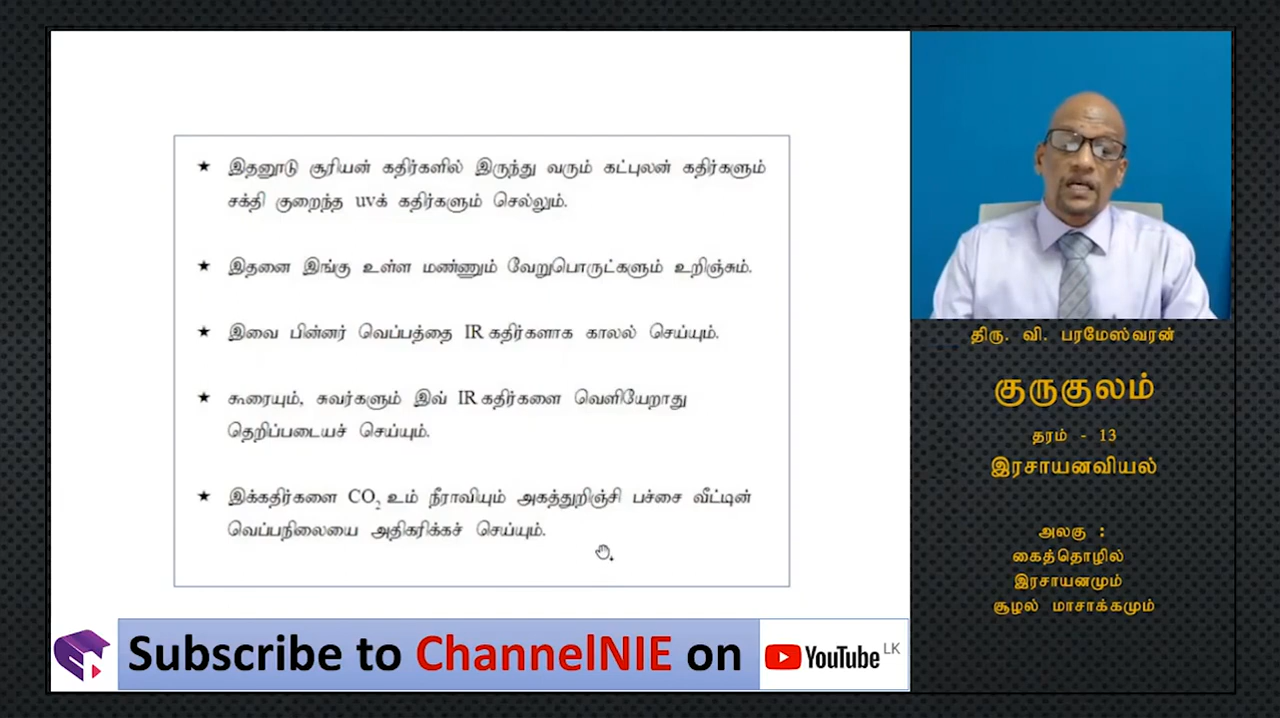 ★ இதனூடு சூரியன் கதிர்களில் இருந்து வரும் கட்புலன் கதிர்களும்
சக்தி குறைந்த uvக் கதிர்களும் செல்லும்.
★ இதனை இங்கு உள்ள மண்ணும் வேறுபொருட்களும் உறிஞ்சும்.
★ இவை பின்னர் வெப்பத்தை IR கதிர்களாக காலல் செய்யும்.
★ கூரையும், சுவர்களும் இவ் IR கதிர்களை வெளியேறாது
தெறிப்படையச் செய்யும்.
★ இக்கதிர்களை CO₂ உம் நீராவியும் அகத்துறிஞ்சி பச்சை வீட்டின்
வெப்பநிலையை அதிகரிக்கச் செய்யும்.
Subscribe to ChannelNIE on YouTube LK
திரு. வி. பரமேஸ்வரன்
குருகுலம்
தரம் - 13
இரசாயனவியல்
அலகு :
கைத்தொழில்
இரசாயனமும்
சூழல் மாசாக்கமும்